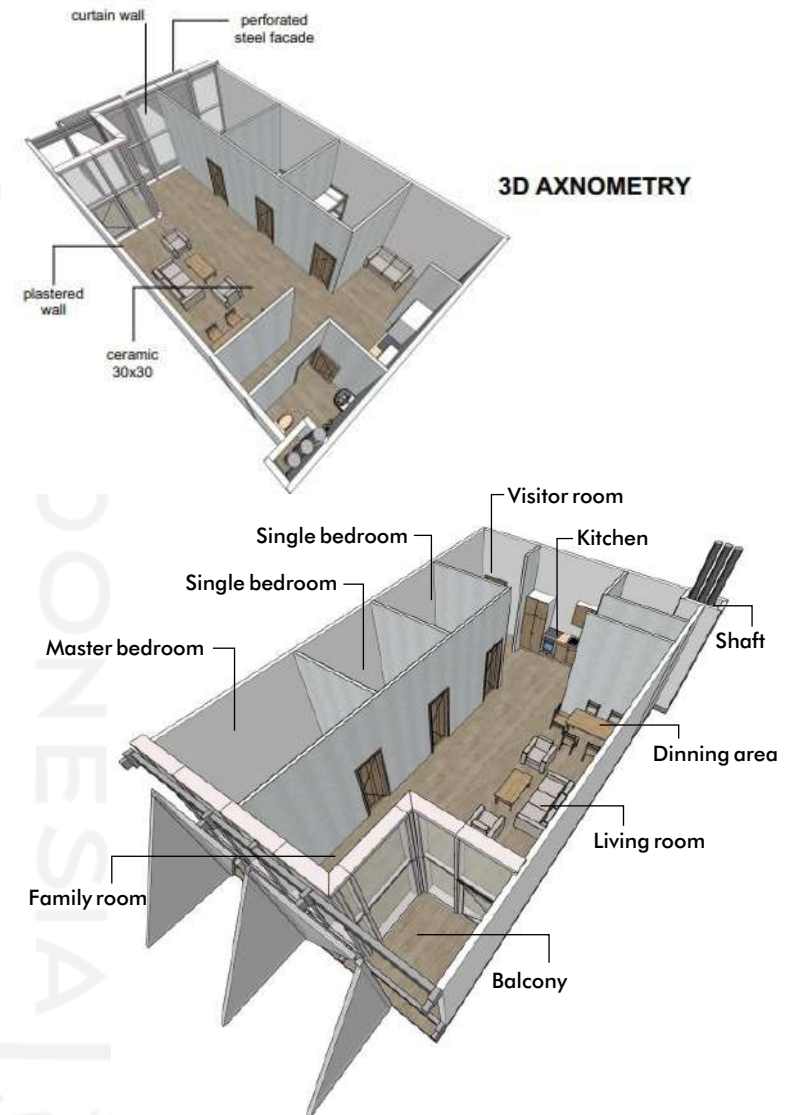 curtain wall
perforated
steel facade
3D AXNOMETRY
plastered
wall
ceramic
30x30
Visitor room
Single bedroom
Kitchen
Single bedroom
Master bedroom
Shaft
Dinning area
Living room
Family room
Balcony
ONESIA